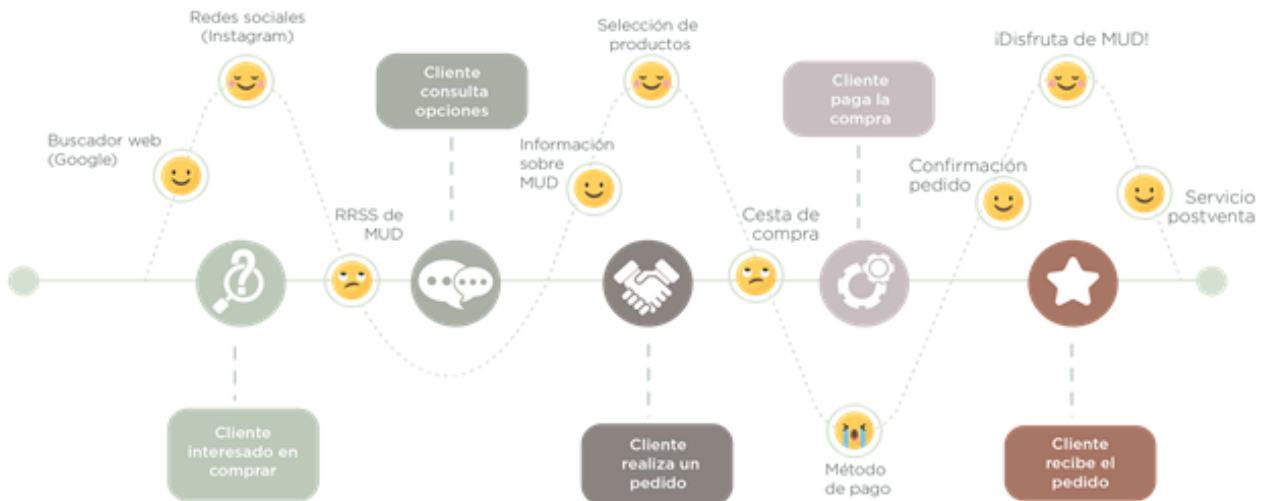 Redes sociales
(Instagram)
Selección de
productos
¡Disfruta de MUD!
Cliente
consulta
opciones
Cliente
paga la
compra
Buscador web
(Google)
Información
sobre
MUD
Confirmación
pedido
RRSS de
MUD
Cesta de
compra
Servicio
postventa
Cliente
interesado en
comprar
Cliente
realiza un
pedido
Método
de pago
Cliente
recibe el
pedido